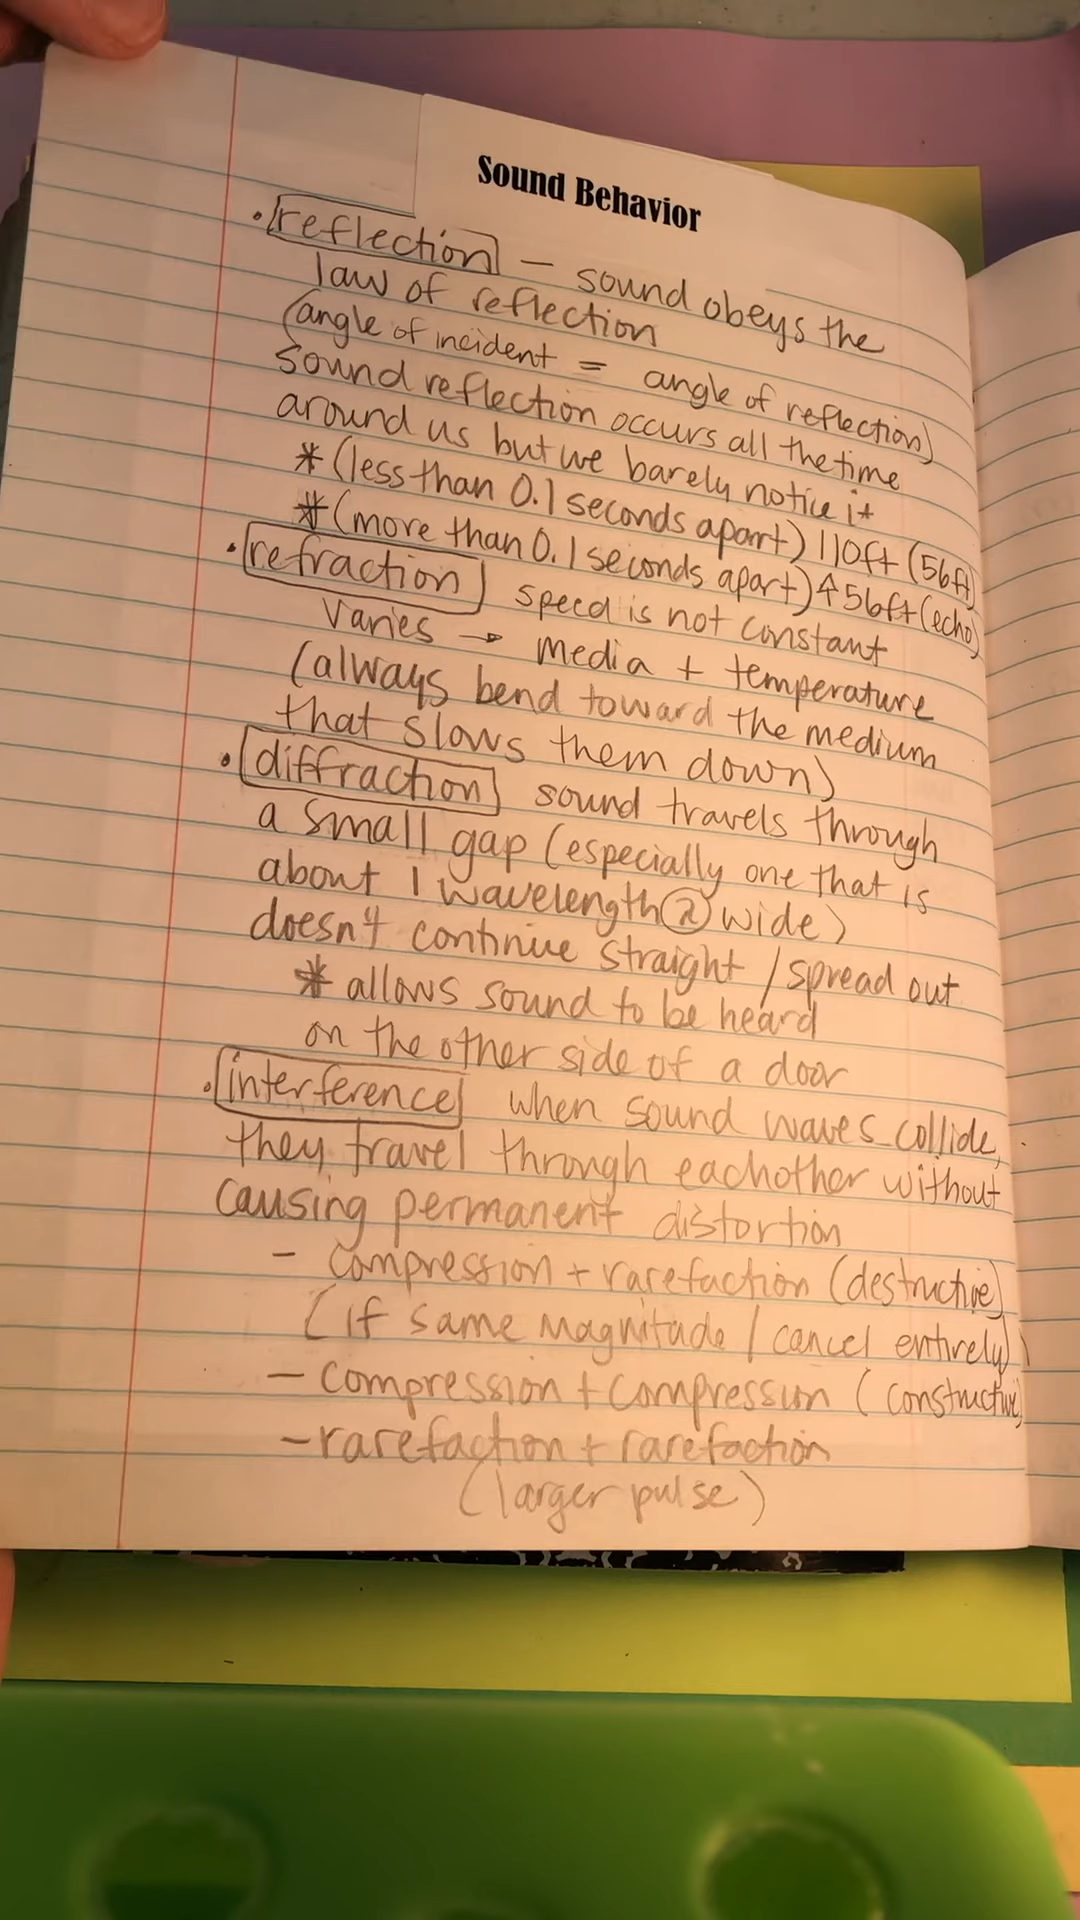 Sound Behavior
• reflection – sound obeys the
law of reflection
(angle of incident = angle of reflection)
sound reflection occurs all the time
around us but we barely notice it
* (less than 0.1 seconds apart) 110ft (56ft)
* (more than 0.1 seconds apart) ↑56ft (echo)
• refraction speed is not constant
varies → media + temperature
(always bend toward the medium
that slows them down)
• diffraction sound travels through
a small gap (especially one that is
about 1 wavelength λ wide)
doesn't continue straight / spread out
* allows sound to be heard
on the other side of a door
• interference when sound waves collide,
they travel through eachother without
causing permanent distortion
- compression + rarefaction (destructive)
(if same magnitude / cancel entirely)
- compression + compression (constructive)
- rarefaction + rarefaction
(larger pulse)